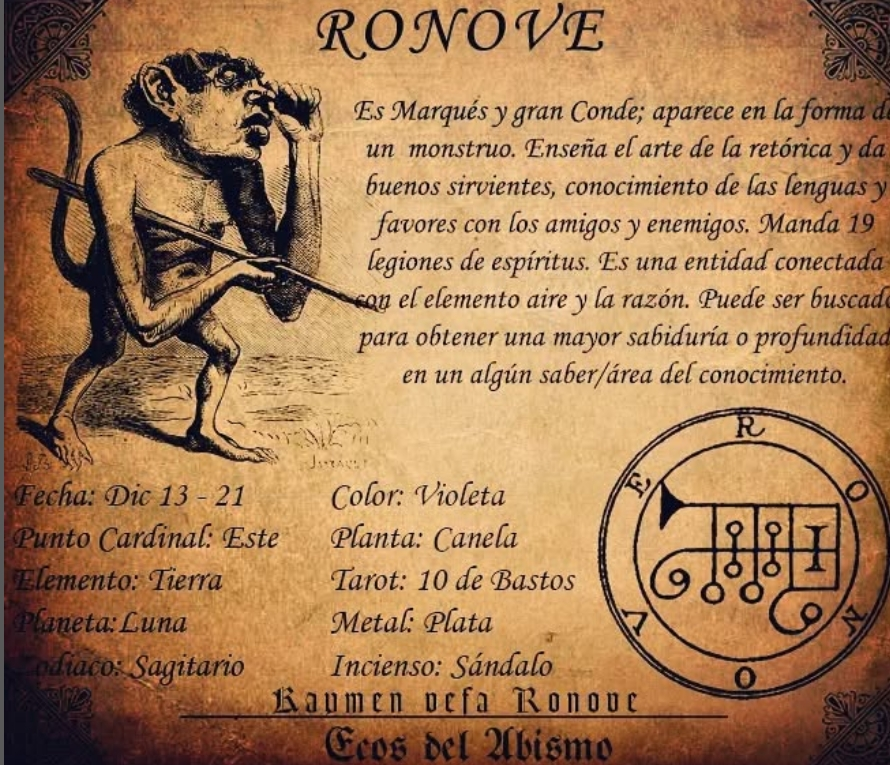 RONOVE
Es Marqués y gran Conde; aparece en la forma de
un monstruo. Enseña el arte de la retórica y da
buenos sirvientes, conocimiento de las lenguas y
favores con los amigos y enemigos. Manda 19
legiones de espíritus. Es una entidad conectada
con el elemento aire y la razón. Puede ser buscado
para obtener una mayor sabiduría o profundidad
en un algún saber/área del conocimiento.
Fecha: Dic 13 - 21
Punto Cardinal: Este
Elemento: Tierra
Planeta:Luna
Zodiaco: Sagitario
Color: Violeta
Planta: Canela
Tarot: 10 de Bastos
Metal: Plata
Incienso: Sándalo
RONOVE
Kaymen vefa Ronove
Ecos del Abismo